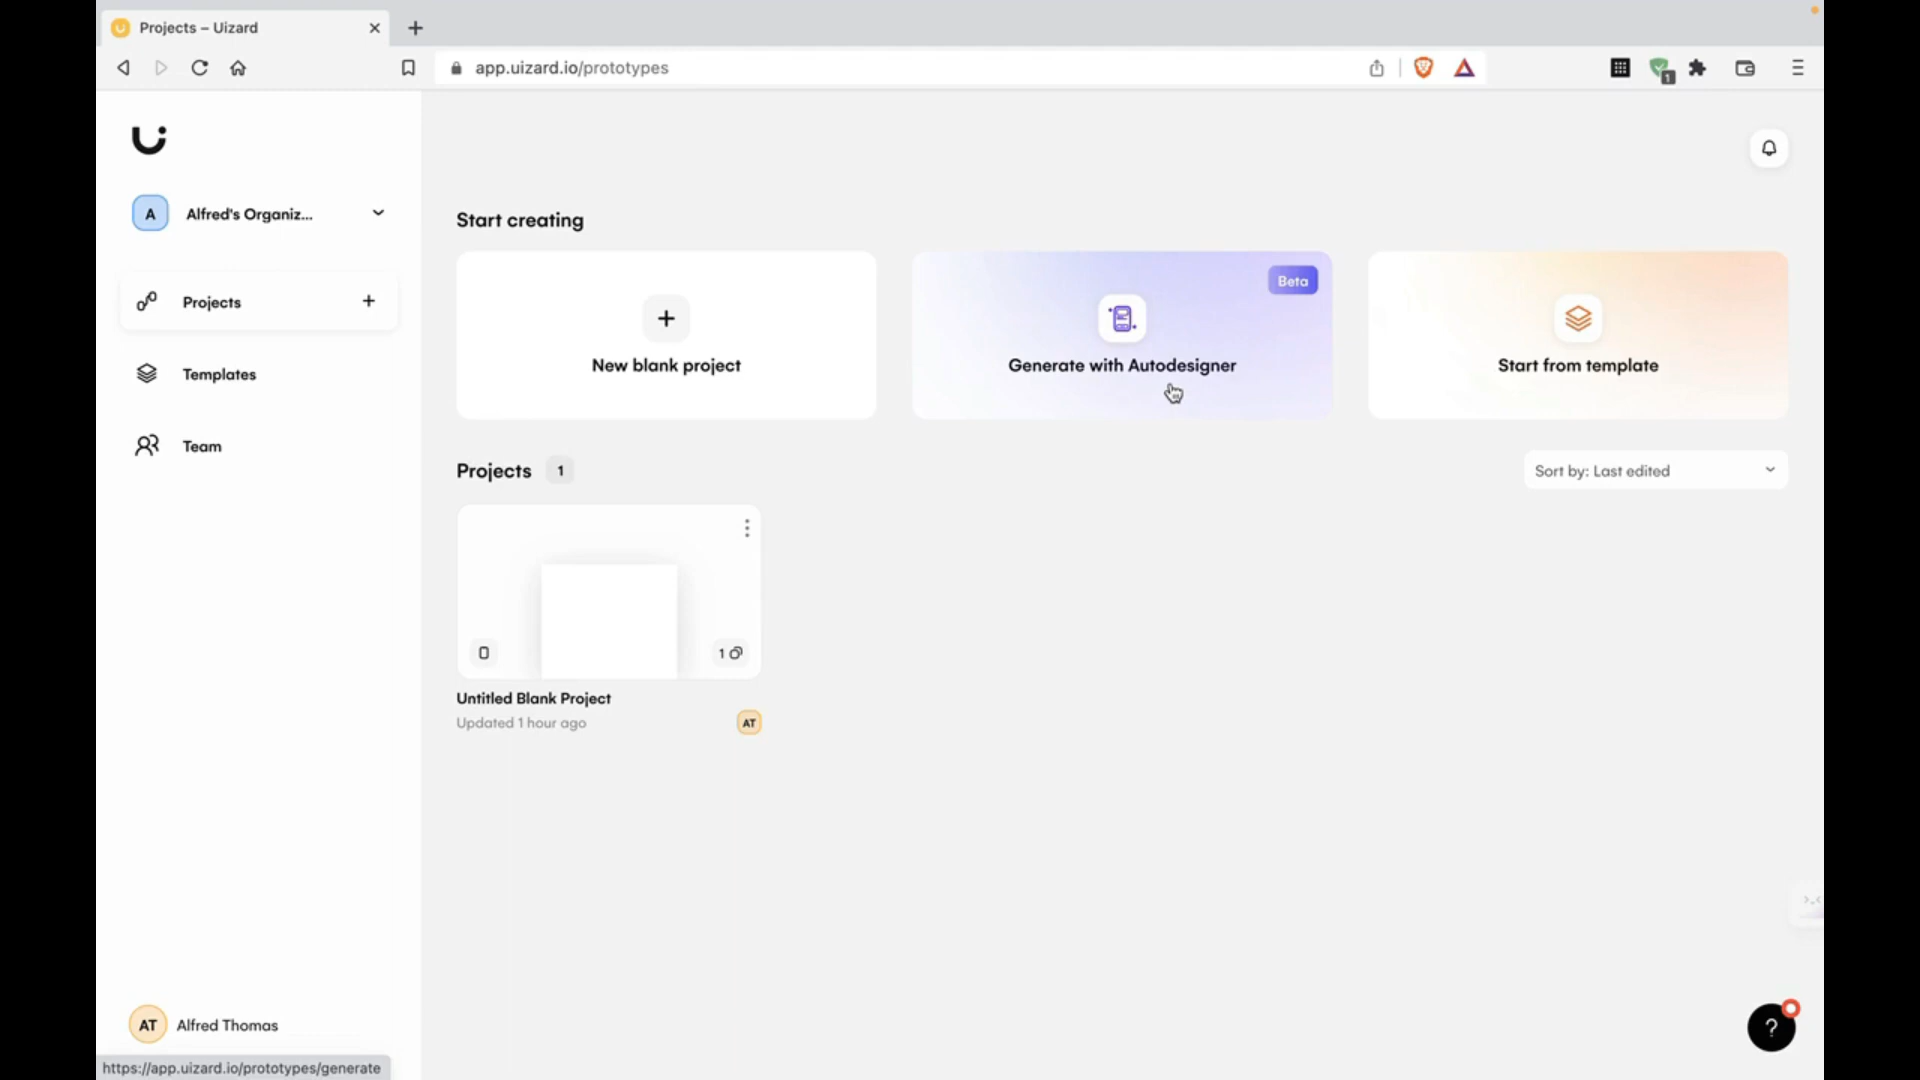 Projects – Uizard
app.uizard.io/prototypes
1
A
Alfred's Organiz...
Projects
Templates
Team
Start creating
New blank project
Beta
Generate with Autodesigner
Start from template
Projects 1
Sort by: Last edited
1
Untitled Blank Project
Updated 1 hour ago
AT
AT Alfred Thomas
?
https://app.uizard.io/prototypes/generate